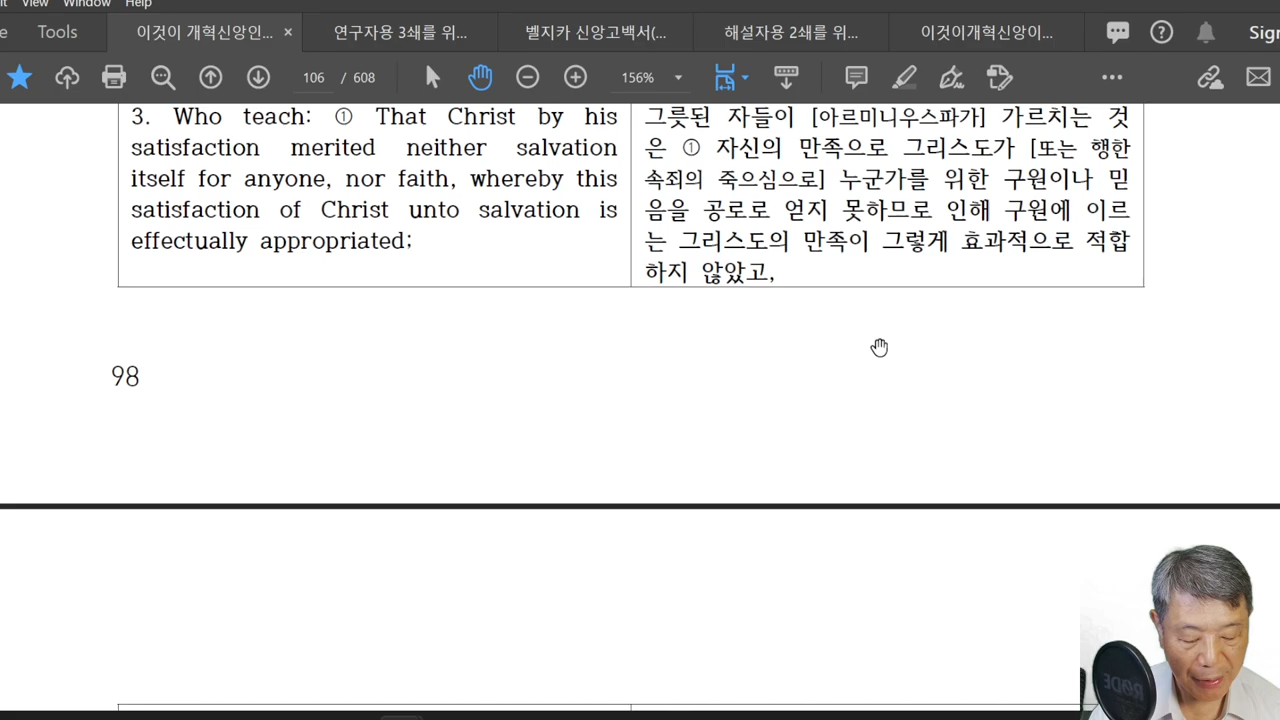 it View Window Help
e Tools 이것이 개혁신앙인... × 연구자용 3쇄를 위... 벨지카 신앙고백서(... 해설자용 2쇄를 위... 이것이개혁신앙이... Sign
106 / 608 156%
3. Who teach: ① That Christ by his
satisfaction merited neither salvation
itself for anyone, nor faith, whereby this
satisfaction of Christ unto salvation is
effectually appropriated;
그릇된 자들이 [아르미니우스파가] 가르치는 것
은 ① 자신의 만족으로 그리스도가 [또는 행한
속죄의 죽으심으로] 누군가를 위한 구원이나 믿
음을 공로로 얻지 못하므로 인해 구원에 이르
는 그리스도의 만족이 그렇게 효과적으로 적합
하지 않았고,
98
RØDE